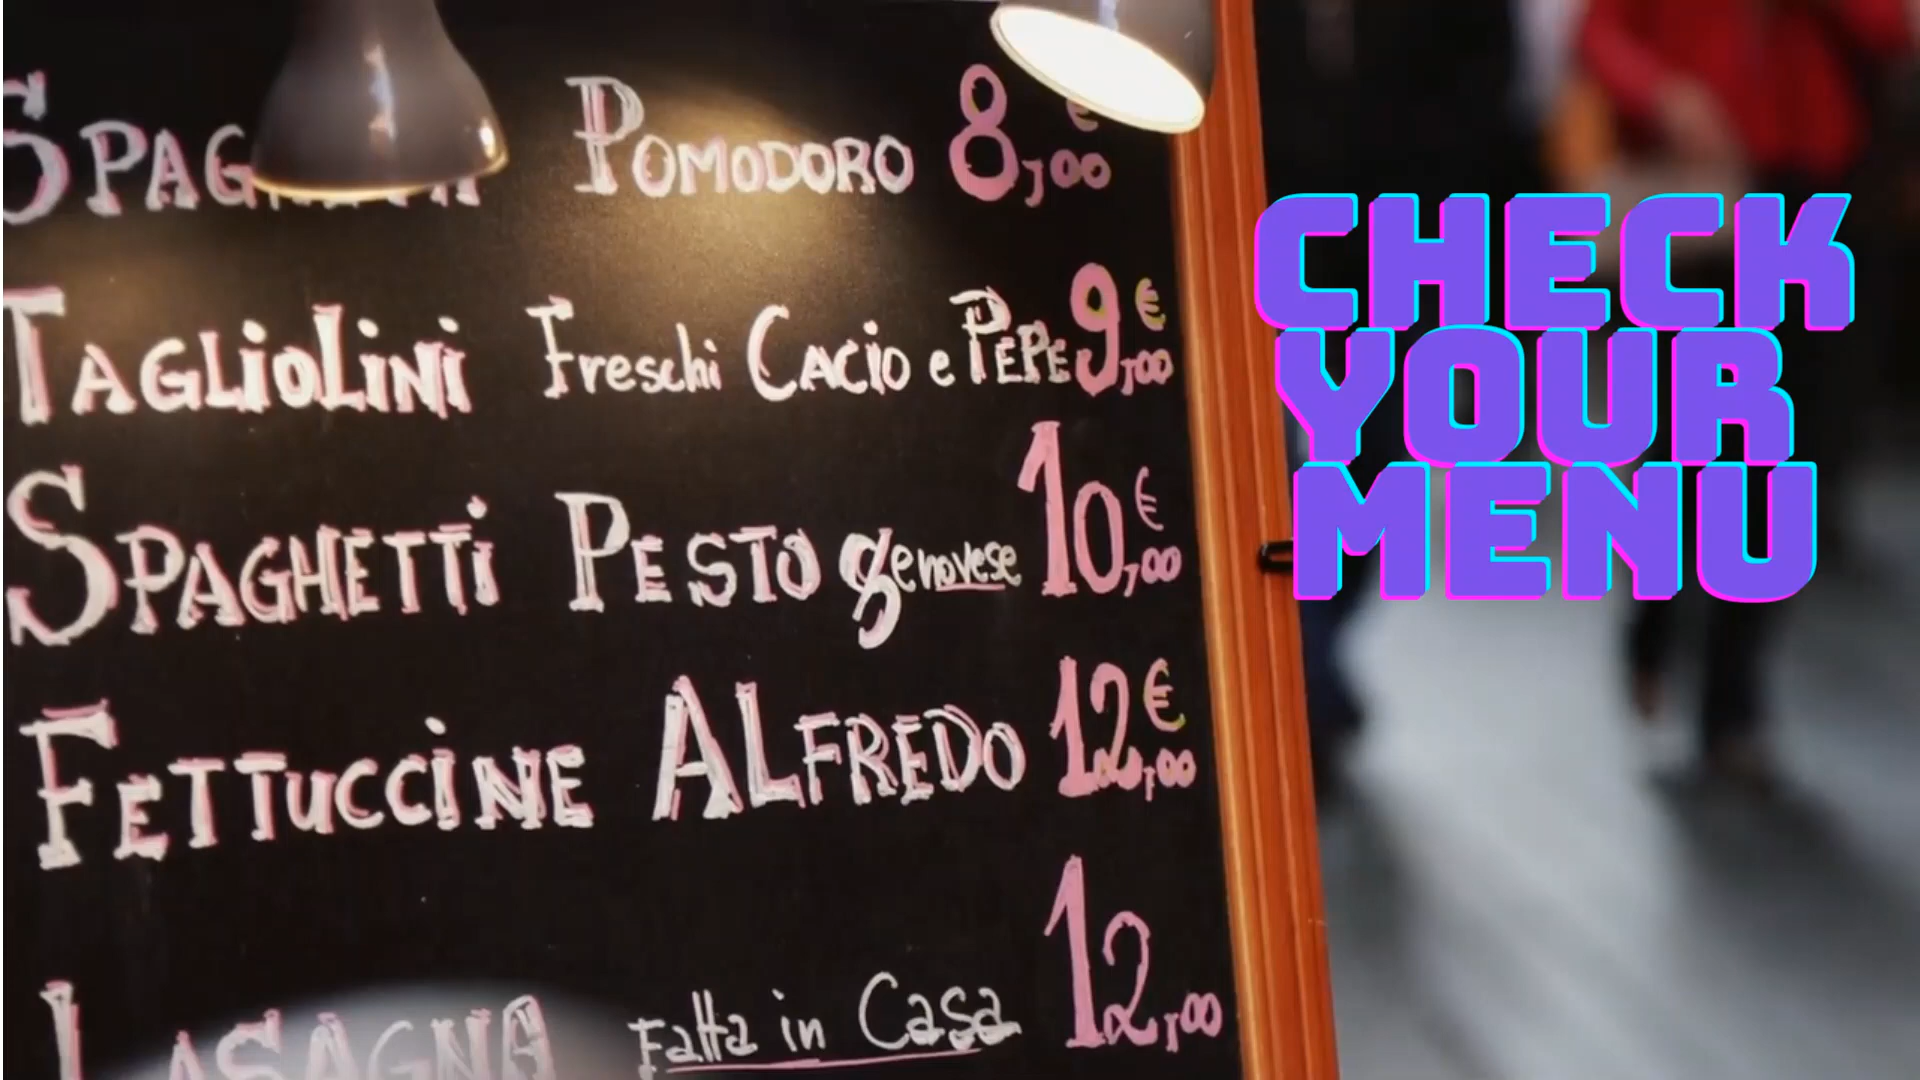 Pomodoro 8,00 €
Tagliolini Freschi Cacio e Pepe 9,00 €
Spaghetti Pesto genovese 10,00 €
Fettuccine Alfredo 12,00 €
Lasagna Fatta in Casa 12,00
CHECK
YOUR
MENU